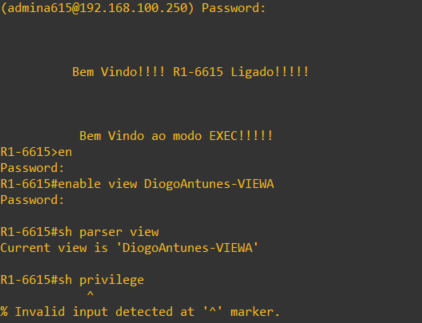 (admina615@192.168.100.250) Password:
Bem Vindo!!!! R1-6615 Ligado!!!!!
Bem Vindo ao modo EXEC!!!!!
R1-6615>en
Password:
R1-6615#enable view DiogoAntunes-VIEWA
Password:
R1-6615#sh parser view
Current view is 'DiogoAntunes-VIEWA'
R1-6615#sh privilege
^
% Invalid input detected at '^' marker.